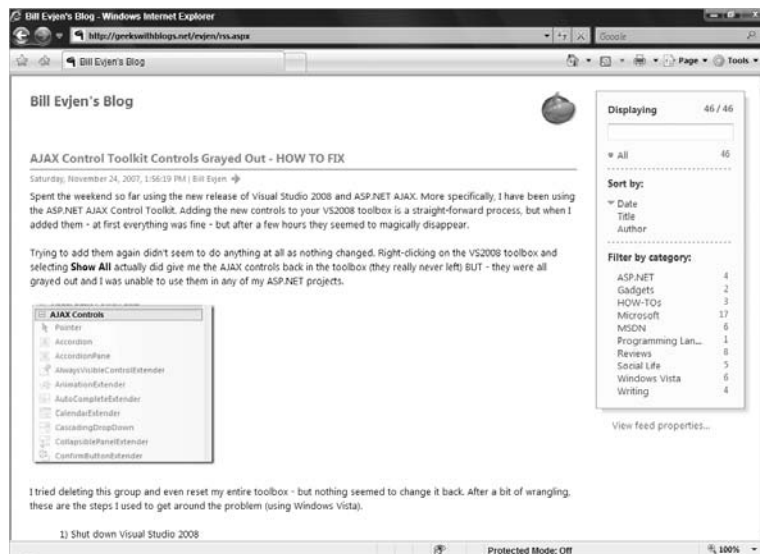 Bill Evjen's Blog - Windows Internet Explorer
http://geekswithblogs.net/evjen/rss.aspx
Google
Bill Evjen's Blog
Page
Tools
Bill Evjen's Blog
AJAX Control Toolkit Controls Grayed Out - HOW TO FIX
Saturday, November 24, 2007, 1:56:19 PM | Bill Evjen
Spent the weekend so far using the new release of Visual Studio 2008 and ASP.NET AJAX. More specifically, I have been using
the ASP.NET AJAX Control Toolkit. Adding the new controls to your VS2008 toolbox is a straight-forward process, but when I
added them - at first everything was fine - but after a few hours they seemed to magically disappear.
Trying to add them again didn't seem to do anything at all as nothing changed. Right-clicking on the VS2008 toolbox and
selecting Show All actually did give me the AJAX controls back in the toolbox (they really never left) BUT - they were all
grayed out and I was unable to use them in any of my ASP.NET projects.
AJAX Controls
Pointer
Accordion
AccordionPane
AlwaysVisibleControlExtender
AnimationExtender
AutoCompleteExtender
CalendarExtender
CascadingDropDown
CollapsiblePanelExtender
ConfirmButtonExtender
I tried deleting this group and even reset my entire toolbox - but nothing seemed to change it back. After a bit of wrangling,
these are the steps I used to get around the problem (using Windows Vista).
1) Shut down Visual Studio 2008
Displaying 46 / 46
All 46
Sort by:
Date
Title
Author
Filter by category:
ASP.NET 4
Gadgets 2
HOW-TOs 3
Microsoft 17
MSDN 6
Programming Lan... 1
Reviews 8
Social Life 5
Windows Vista 6
Writing 4
View feed properties...
Protected Mode: Off
100%